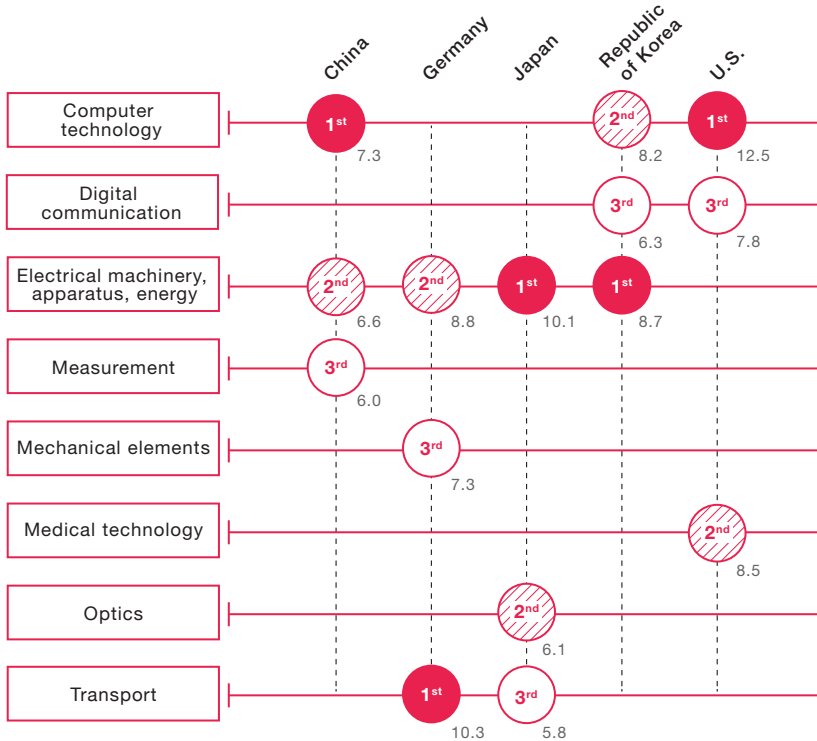 China
Germany
Japan
Republic
of Korea
U.S.
Computer
technology
1st
7.3
2nd
8.2
1st
12.5
Digital
communication
3rd
6.3
3rd
7.8
Electrical machinery,
apparatus, energy
2nd
6.6
2nd
8.8
1st
10.1
1st
8.7
Measurement
3rd
6.0
Mechanical elements
3rd
7.3
Medical technology
2nd
8.5
Optics
2nd
6.1
Transport
1st
10.3
3rd
5.8